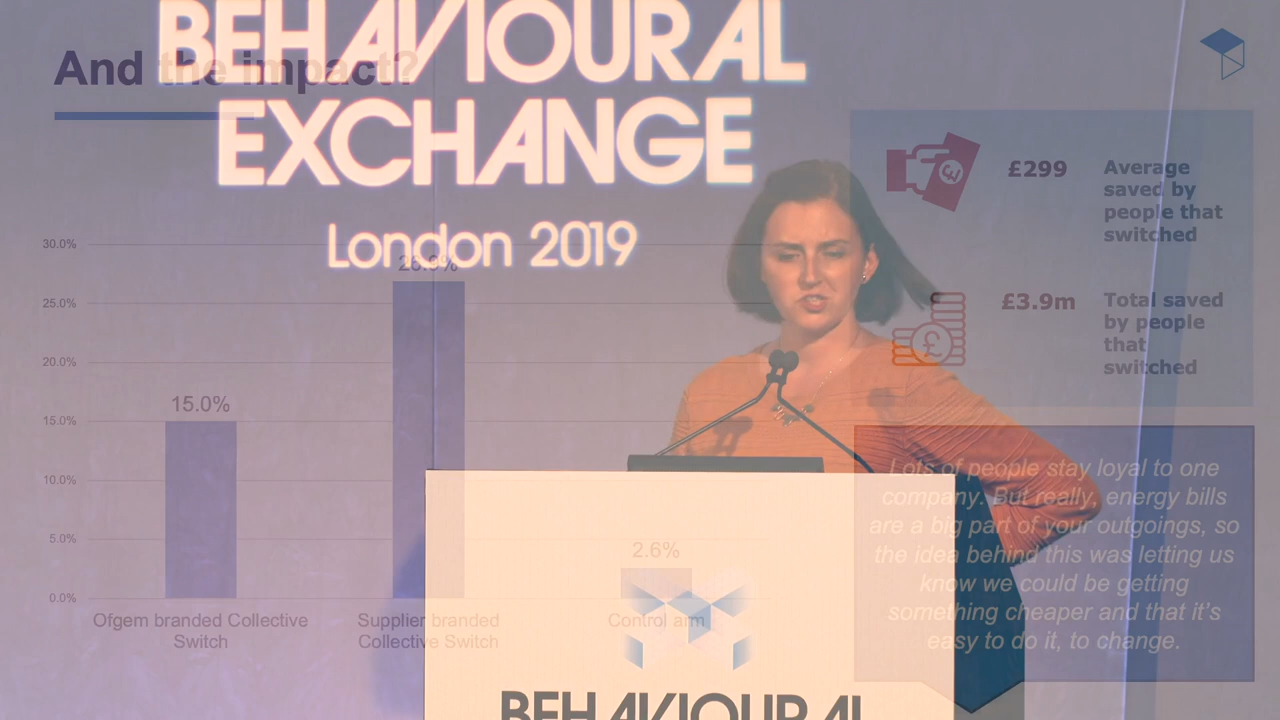 BEHAVIOURAL
EXCHANGE
London 2019
And the impact?
30.0%
25.0%
20.0%
15.0%
10.0%
5.0%
0.0%
15.0%
26.9%
2.6%
Ofgem branded Collective
Switch
Supplier branded
Collective Switch
Control arm
£299
Average
saved by
people that
switched
£3.9m
Total saved
by people
that
switched
Lots of people stay loyal to one
company. But really, energy bills
are a big part of your outgoings, so
the idea behind this was letting us
know we could be getting
something cheaper and that it's
easy to do it, to change.
BEHAVIOURAL